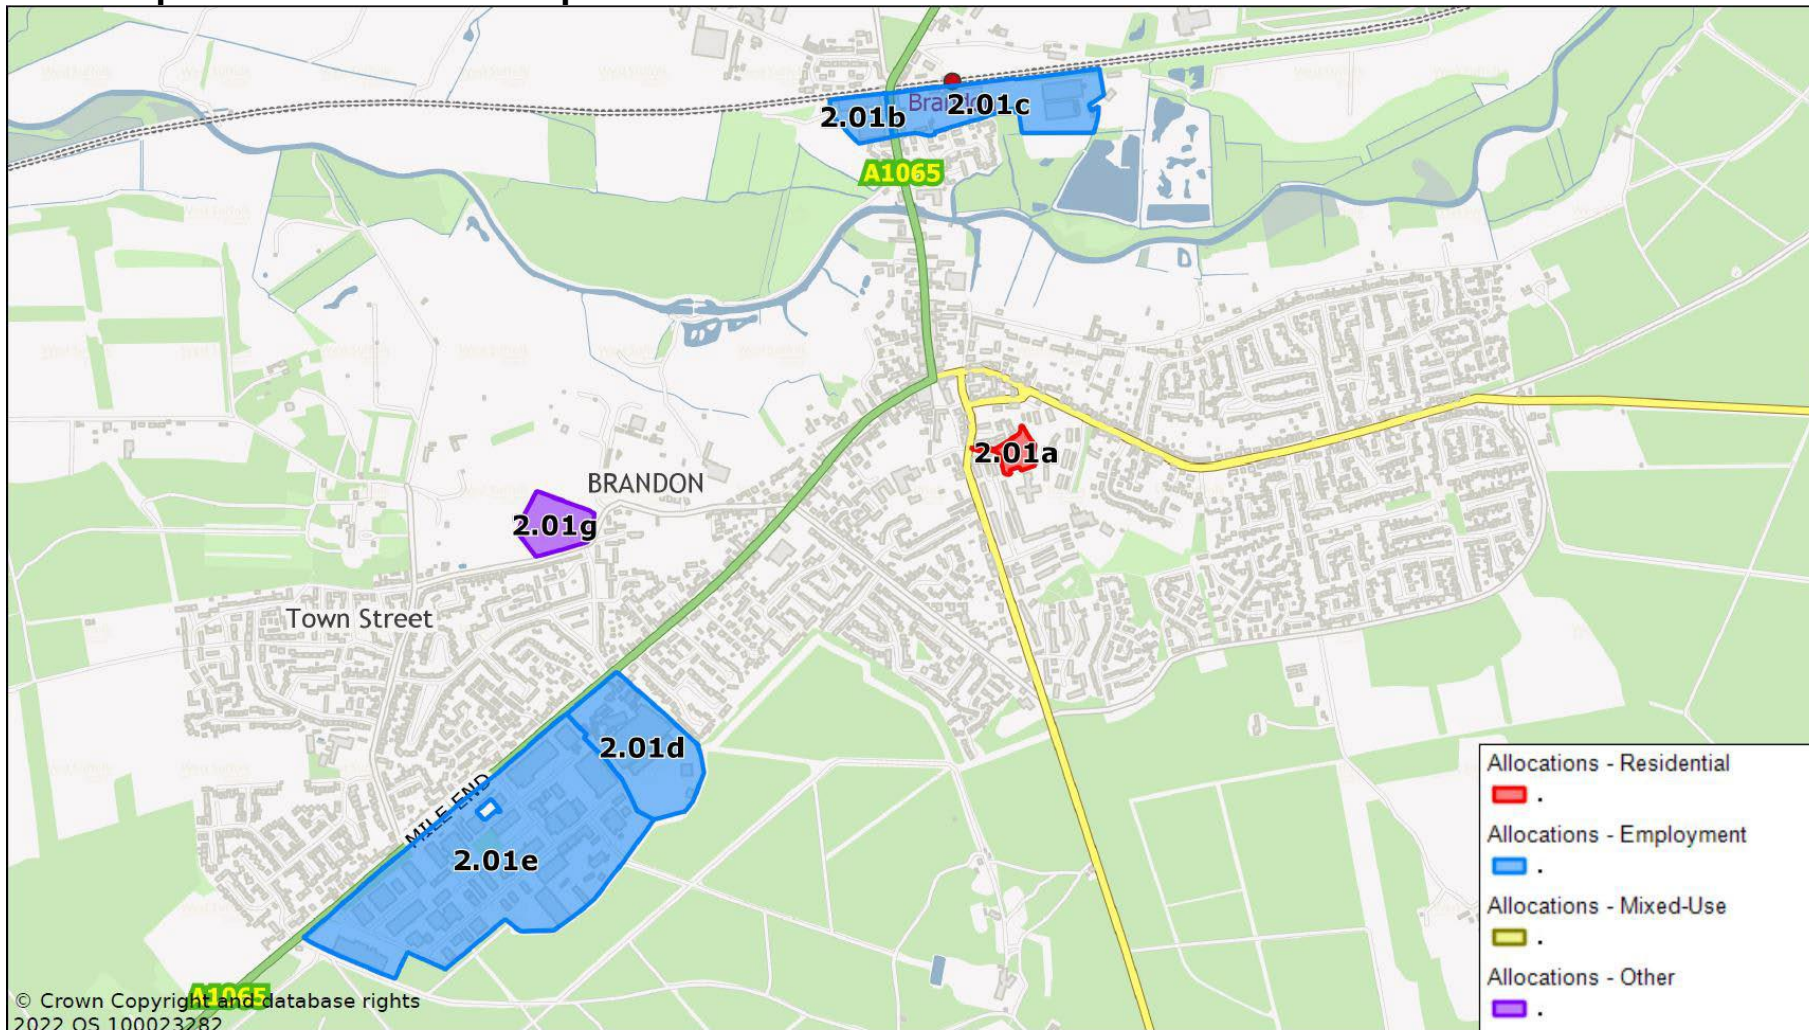 Brando
2.01b
2.01c
A1065
2.01a
BRANDON
2.01g
Town Street
2.01d
MILE END
2.01e
A1065
Allocations - Residential
.
Allocations - Employment
.
Allocations - Mixed-Use
.
Allocations - Other
.
© Crown Copyright and database rights
2022 OS 100023282